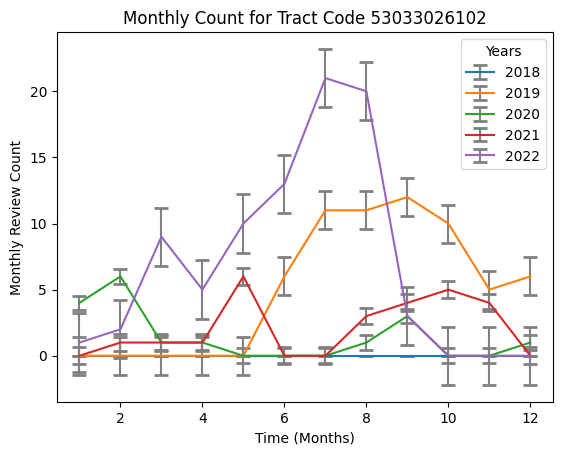 Monthly Count for Tract Code 53033026102
Years
2018
2019
2020
2021
2022
Monthly Review Count
20
15
10
5
0
2 4 6 8 10 12
Time (Months)